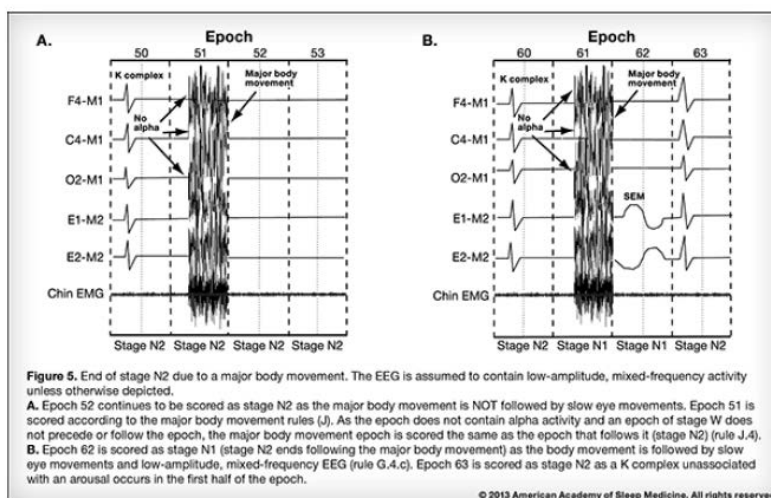 A. Epoch
50 51 52 53
K complex
Major body
movement
F4-M1
No
alpha
C4-M1
O2-M1
E1-M2
E2-M2
Chin EMG
Stage N2 Stage N2 Stage N2 Stage N2
B. Epoch
60 61 62 63
K complex
Major body
movement
F4-M1
No
alpha
C4-M1
O2-M1
SEM
E1-M2
E2-M2
Chin EMG
Stage N2 Stage N1 Stage N1 Stage N2
Figure 5. End of stage N2 due to a major body movement. The EEG is assumed to contain low-amplitude, mixed-frequency activity
unless otherwise depicted.
A. Epoch 52 continues to be scored as stage N2 as the major body movement is NOT followed by slow eye movements. Epoch 51 is
scored according to the major body movement rules (J). As the epoch does not contain alpha activity and an epoch of stage W does
not precede or follow the epoch, the major body movement epoch is scored the same as the epoch that follows it (stage N2) (rule J.4).
B. Epoch 62 is scored as stage N1 (stage N2 ends following the major body movement) as the body movement is followed by slow
eye movements and low-amplitude, mixed-frequency EEG (rule G.4.c). Epoch 63 is scored as stage N2 as a K complex unassociated
with an arousal occurs in the first half of the epoch.
© 2013 American Academy of Sleep Medicine. All rights reserved